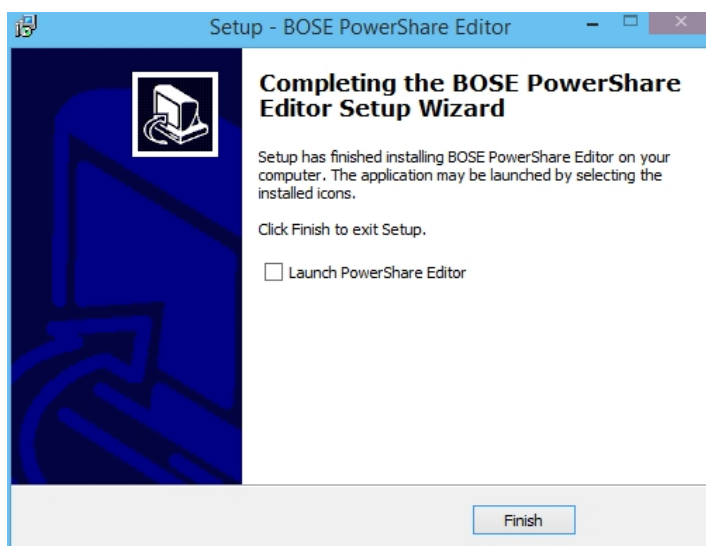 Setup - BOSE PowerShare Editor
Completing the BOSE PowerShare
Editor Setup Wizard
Setup has finished installing BOSE PowerShare Editor on your
computer. The application may be launched by selecting the
installed icons.
Click Finish to exit Setup.
Launch PowerShare Editor
Finish